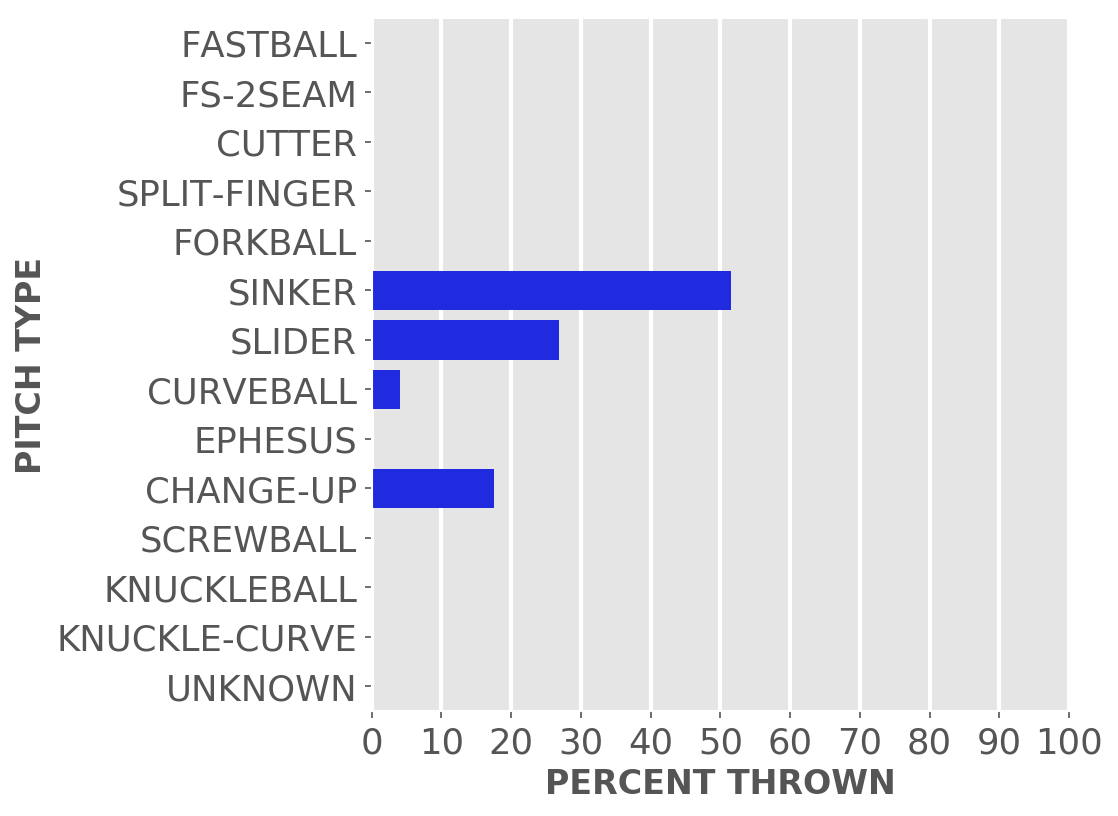 FASTBALL
FS-2SEAM
CUTTER
SPLIT-FINGER
FORKBALL
SINKER
SLIDER
CURVEBALL
EPHESUS
CHANGE-UP
SCREWBALL
KNUCKLEBALL
KNUCKLE-CURVE
UNKNOWN
PITCH TYPE
0 10 20 30 40 50 60 70 80 90 100
PERCENT THROWN